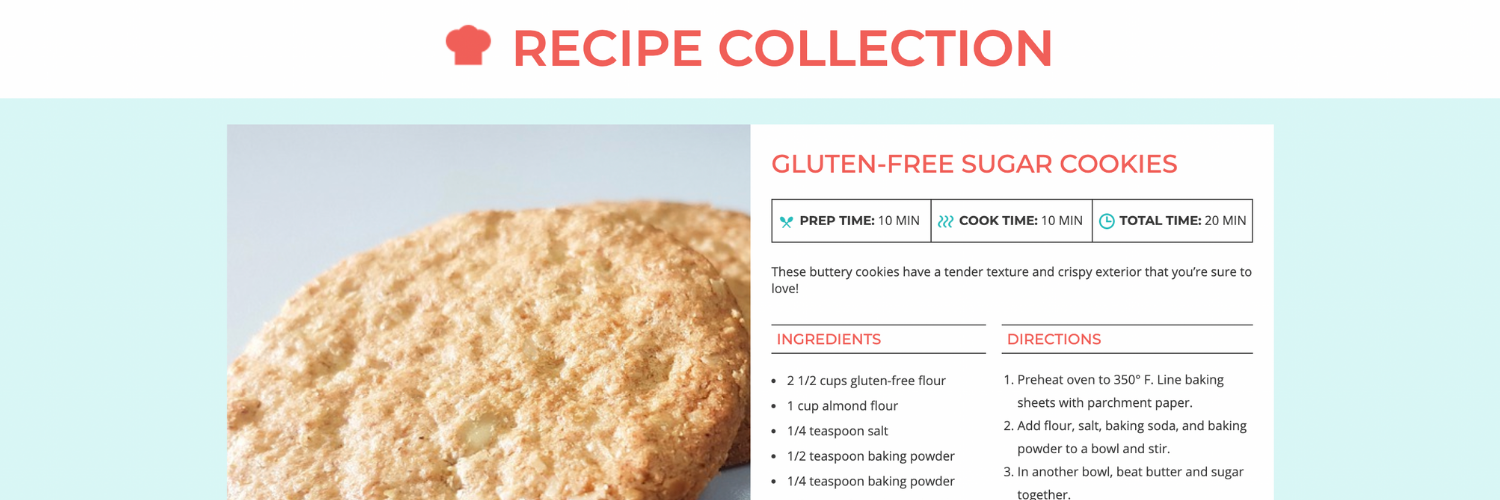 RECIPE COLLECTION
GLUTEN-FREE SUGAR COOKIES
PREP TIME: 10 MIN
COOK TIME: 10 MIN
TOTAL TIME: 20 MIN
These buttery cookies have a tender texture and crispy exterior that you’re sure to
love!
INGREDIENTS
• 2 1/2 cups gluten-free flour
• 1 cup almond flour
• 1/4 teaspoon salt
• 1/2 teaspoon baking powder
• 1/4 teaspoon baking powder
DIRECTIONS
1. Preheat oven to 350° F. Line baking
sheets with parchment paper.
2. Add flour, salt, baking soda, and baking
powder to a bowl and stir.
3. In another bowl, beat butter and sugar
together.